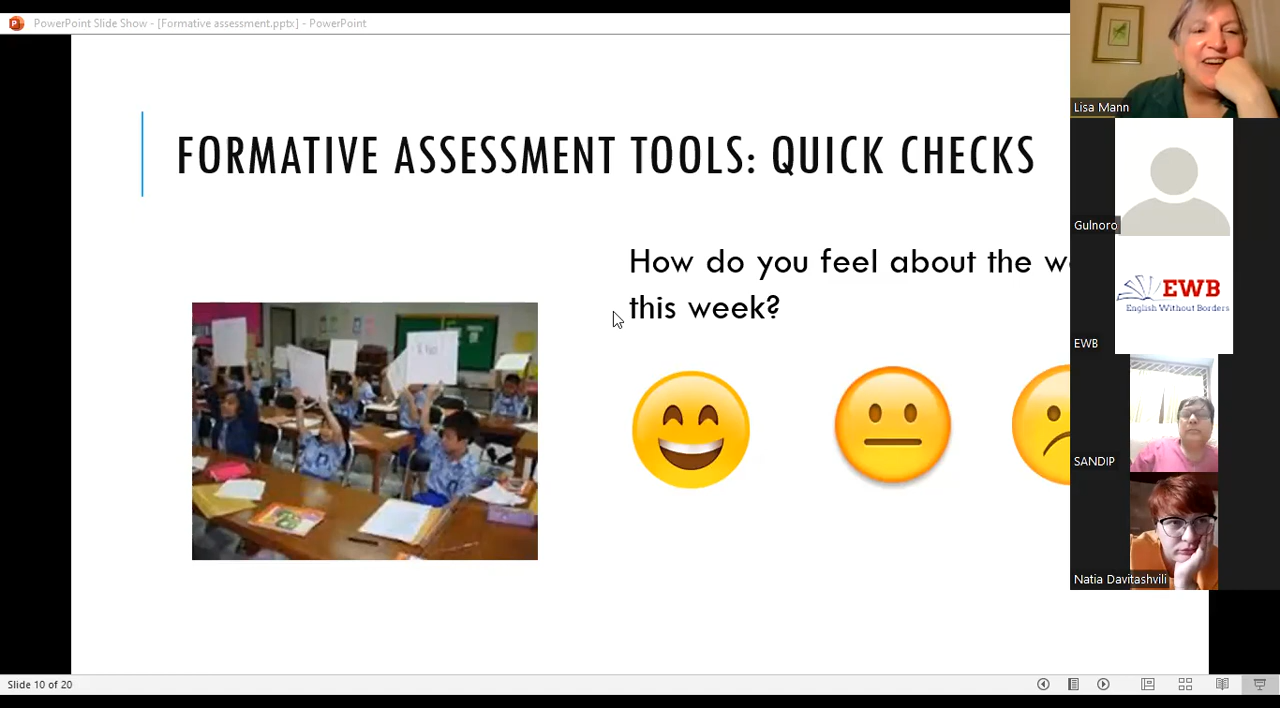 PowerPoint Slide Show - [Formative assessment.pptx] - PowerPoint
FORMATIVE ASSESSMENT TOOLS: QUICK CHECKS
How do you feel about the
this week?
Lisa Mann
Gulnoro
EWB
English Without Borders
EWB
SANDIP
Natia Davitashvili
Slide 10 of 20